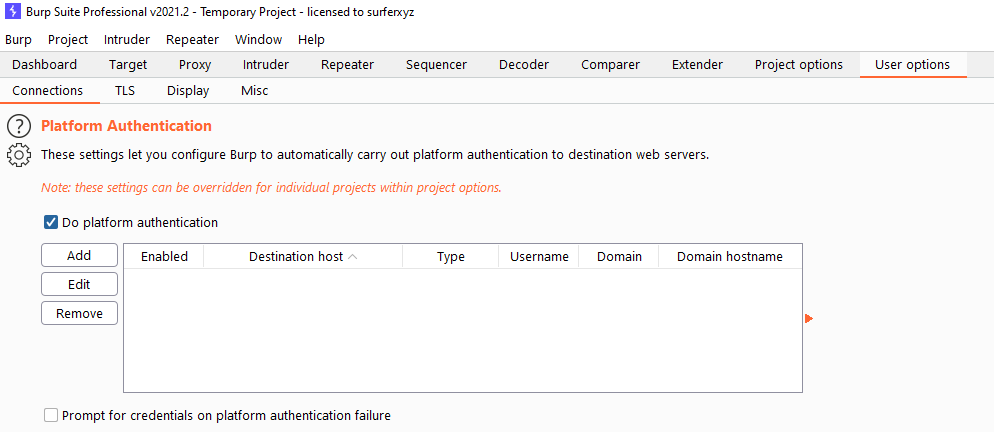 Burp Suite Professional v2021.2 - Temporary Project - licensed to surferxyz
Burp Project Intruder Repeater Window Help
Dashboard Target Proxy Intruder Repeater Sequencer Decoder Comparer Extender Project options User options
Connections TLS Display Misc
? Platform Authentication
These settings let you configure Burp to automatically carry out platform authentication to destination web servers.
Note: these settings can be overridden for individual projects within project options.
Do platform authentication
Add Enabled Destination host Type Username Domain Domain hostname
Edit
Remove
Prompt for credentials on platform authentication failure